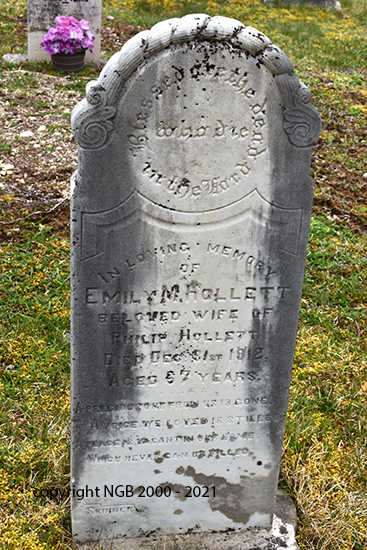 Blessed are the dead
who die
in the Lord
IN LOVING MEMORY
OF
EMILY M. HOLLETT
BELOVED WIFE OF
PHILIP HOLLETT
DIED DEC 31st 1912
AGED 37 YEARS.
A PRECIOUS ONE FROM US IS GONE,
A VOICE WE LOVED IS STILLED
A PLACE IS VACANT IN OUR HOME,
WHICH NEVER CAN BE FILLED.
copyright NGB 2000 - 2021
SKINNER